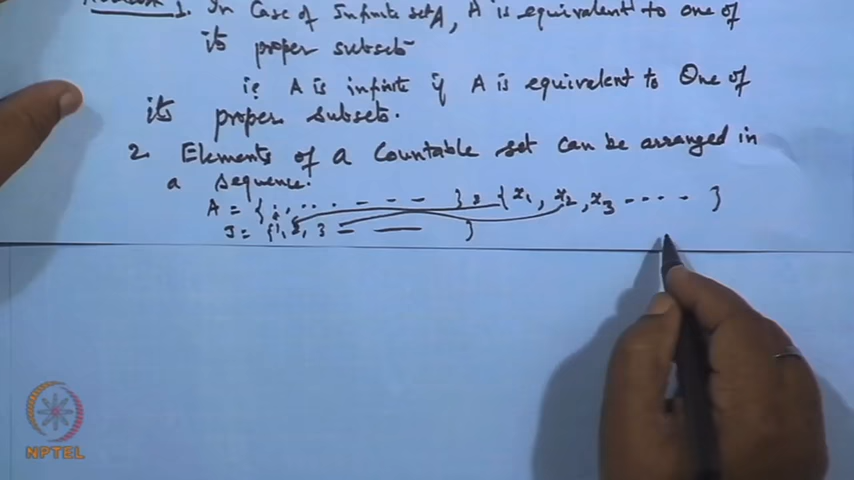 1. In Case of Infinite set A, A is equivalent to one of
its proper subset
i.e A is infinite if A is equivalent to One of
its proper subsets.
2. Elements of a Countable set can be arranged in
a sequence.
A = { . , . . . - - - } = { x1, x2, x3 - - - - }
J = { 1, 2, 3 - — }
NPTEL